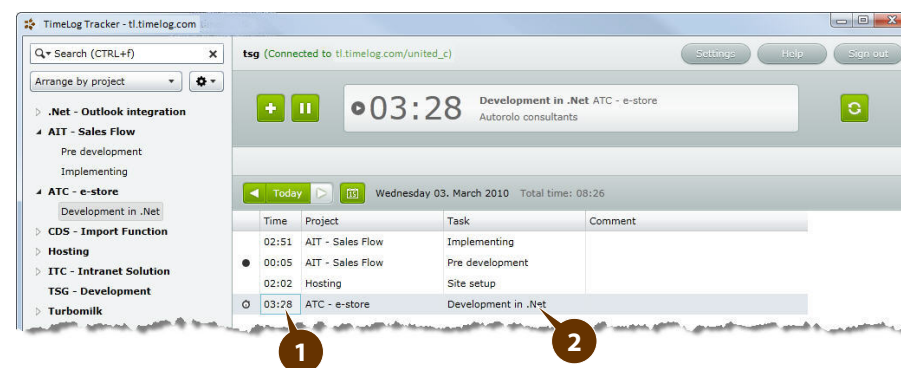 TimeLog Tracker - tl.timelog.com
Search (CTRL+f)
Arrange by project
.Net - Outlook integration
AIT - Sales Flow
Pre development
Implementing
ATC - e-store
Development in .Net
CDS - Import Function
Hosting
ITC - Intranet Solution
TSG - Development
Turbomilk
tsg (Connected to tl.timelog.com/united_c)
Settings Help Sign out
03:28 Development in .Net ATC - e-store
Autorolo consultants
Today 15 Wednesday 03. March 2010 Total time: 08:26
Time Project Task Comment
02:51 AIT - Sales Flow Implementing
00:05 AIT - Sales Flow Pre development
02:02 Hosting Site setup
03:28 ATC - e-store Development in .Net
1 2